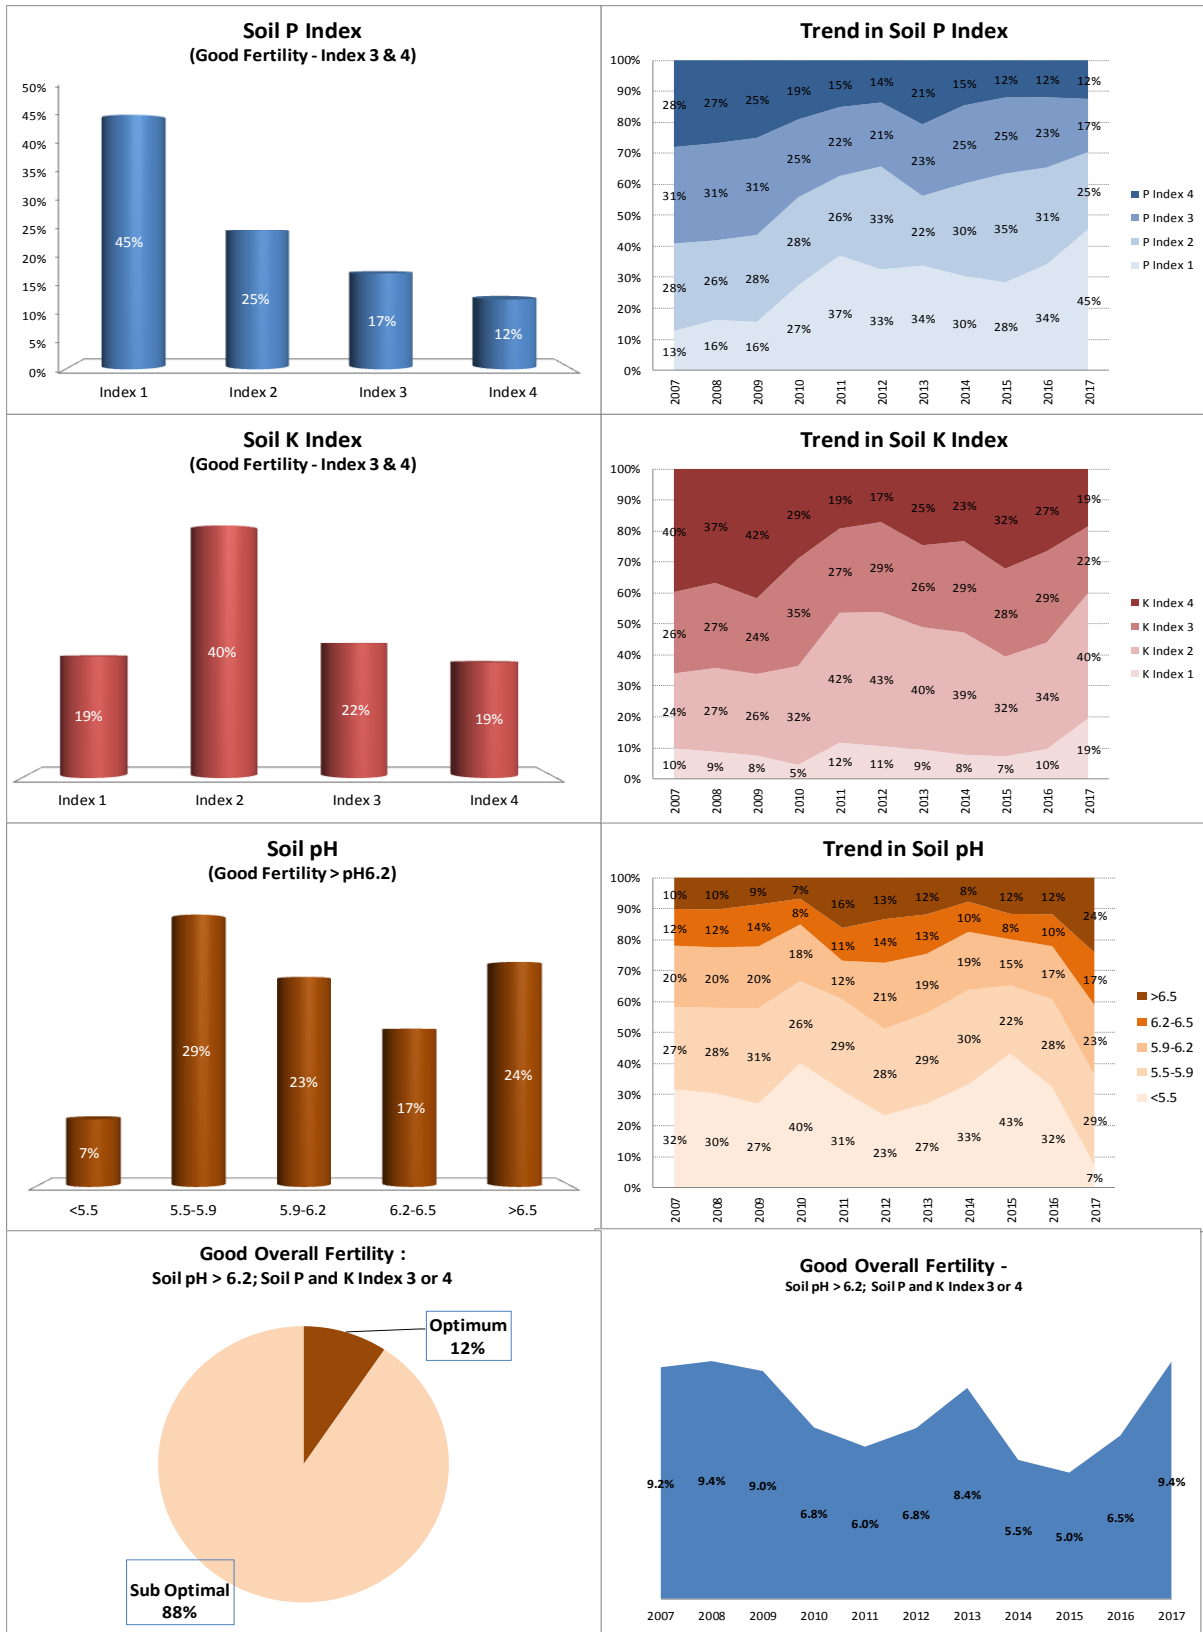 Soil P Index
(Good Fertility - Index 3 & 4)
50%
45%
40%
35%
30%
25%
20%
15%
10%
5%
0%
45%
25%
17%
12%
Index 1 Index 2 Index 3 Index 4
Trend in Soil P Index
100%
90%
80%
70%
60%
50%
40%
30%
20%
10%
0%
28% 27% 25% 19% 15% 14% 21% 15% 12% 12% 12%
31% 31% 31% 25% 22% 21% 23% 25% 25% 23% 17%
28% 26% 28% 28% 26% 33% 22% 30% 35% 31% 25%
13% 16% 16% 27% 37% 33% 34% 30% 28% 34% 45%
2007 2008 2009 2010 2011 2012 2013 2014 2015 2016 2017
P Index 4
P Index 3
P Index 2
P Index 1
Soil K Index
(Good Fertility - Index 3 & 4)
19%
40%
22%
19%
Index 1 Index 2 Index 3 Index 4
Trend in Soil K Index
100%
90%
80%
70%
60%
50%
40%
30%
20%
10%
0%
40% 37% 42% 29% 19% 17% 25% 23% 32% 27% 19%
26% 27% 24% 35% 27% 29% 26% 29% 28% 29% 22%
24% 27% 26% 32% 42% 43% 40% 39% 32% 34% 40%
10% 9% 8% 5% 12% 11% 9% 8% 7% 10% 19%
2007 2008 2009 2010 2011 2012 2013 2014 2015 2016 2017
K Index 4
K Index 3
K Index 2
K Index 1
Soil pH
(Good Fertility > pH6.2)
7%
29%
23%
17%
24%
<5.5 5.5-5.9 5.9-6.2 6.2-6.5 >6.5
Trend in Soil pH
100%
90%
80%
70%
60%
50%
40%
30%
20%
10%
0%
10% 10% 9% 7% 16% 13% 12% 8% 12% 12% 24%
12% 12% 14% 8% 11% 14% 13% 10% 8% 10% 17%
20% 20% 20% 18% 12% 21% 19% 19% 15% 17% 23%
27% 28% 31% 26% 29% 28% 29% 30% 22% 28% 29%
32% 30% 27% 40% 31% 23% 27% 33% 43% 32% 7%
2007 2008 2009 2010 2011 2012 2013 2014 2015 2016 2017
>6.5
6.2-6.5
5.9-6.2
5.5-5.9
<5.5
Good Overall Fertility :
Soil pH > 6.2; Soil P and K Index 3 or 4
Optimum
12%
Sub Optimal
88%
Good Overall Fertility -
Soil pH > 6.2; Soil P and K Index 3 or 4
9.2% 9.4% 9.0% 6.8% 6.0% 6.8% 8.4% 5.5% 5.0% 6.5% 9.4%
2007 2008 2009 2010 2011 2012 2013 2014 2015 2016 2017